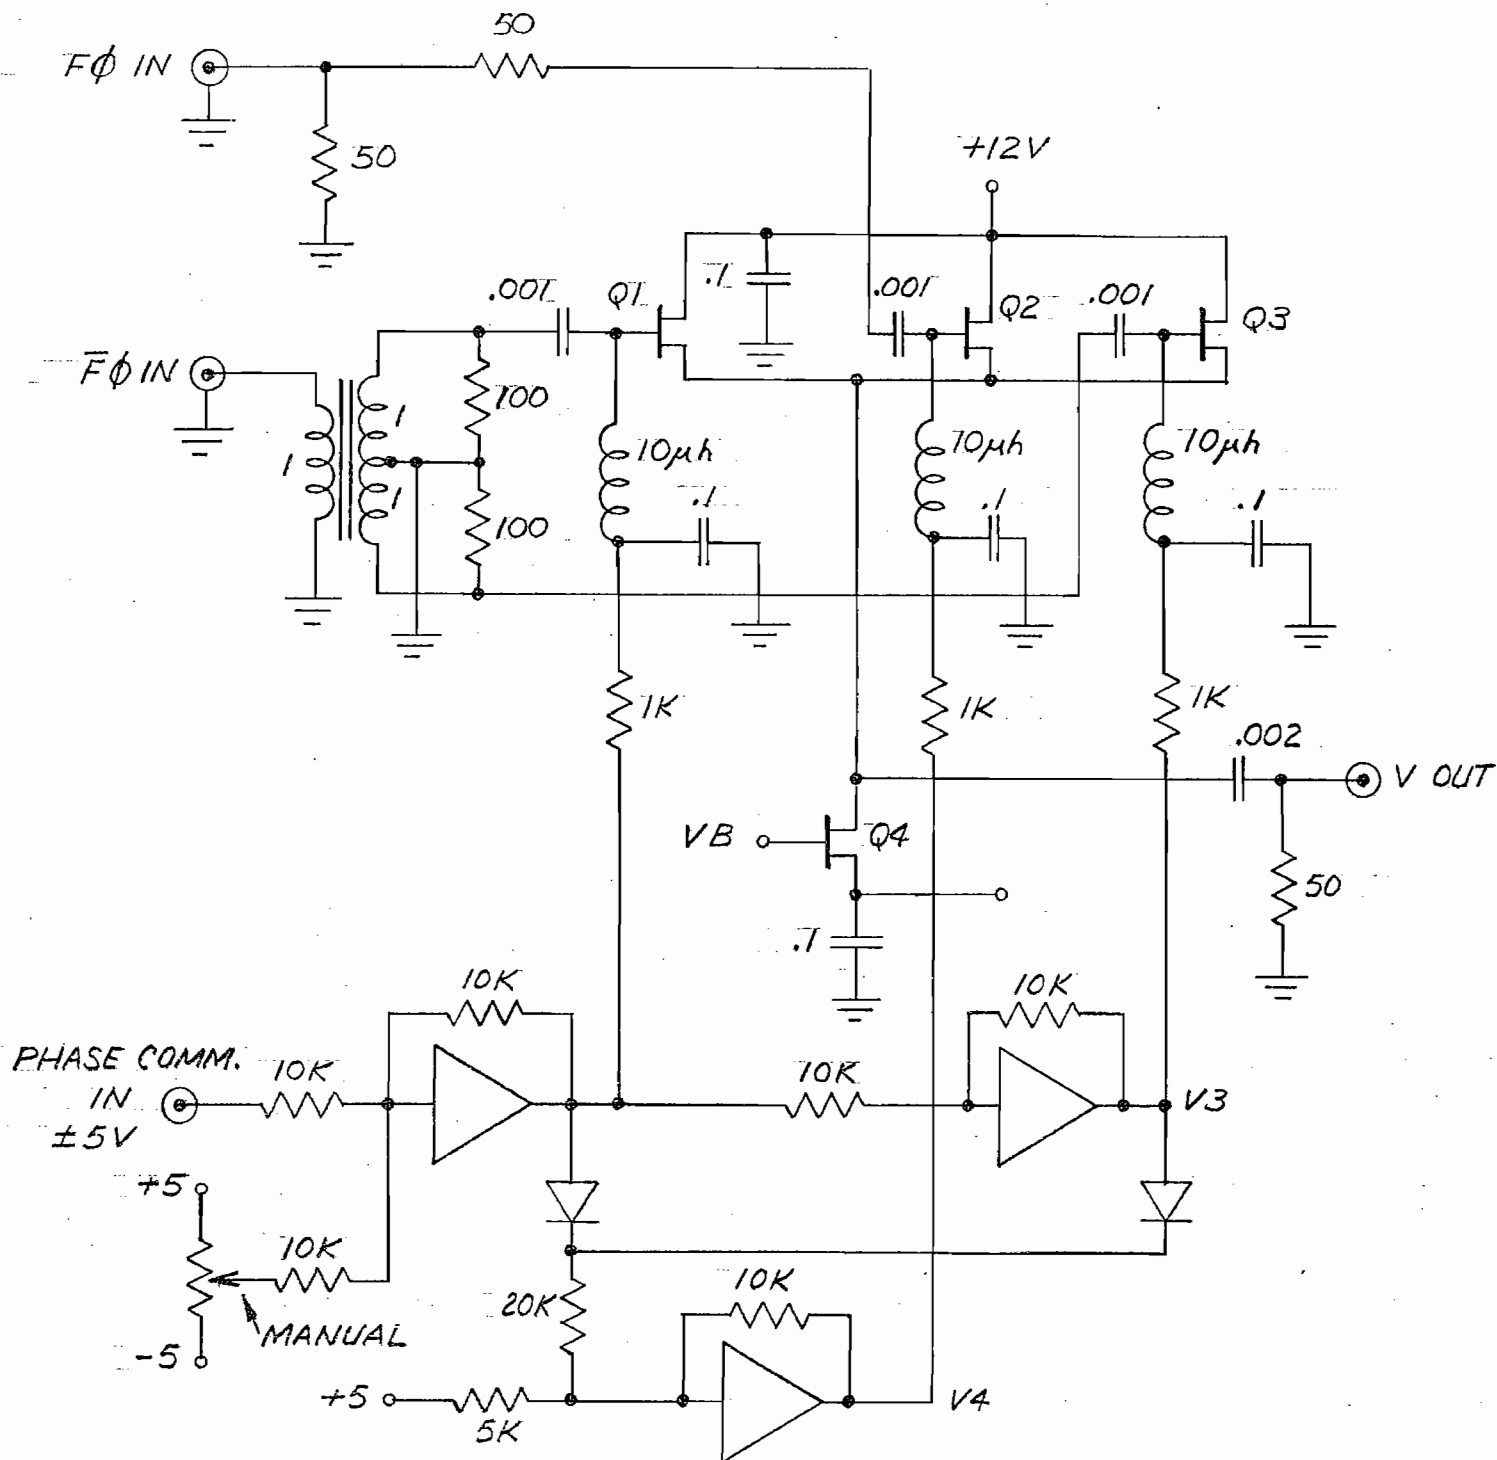 50
Fϕ IN
50
+12V
.001
Q1
.1
.001
Q2
.001
Q3
F̅ϕ IN
1
1
1
100
100
10μh
.1
10μh
.1
10μh
.1
1K
1K
1K
.002
V OUT
VB
Q4
50
.1
10K
10K
PHASE COMM.
IN
±5V
10K
10K
V3
+5
10K
-5
MANUAL
20K
10K
+5
5K
V4